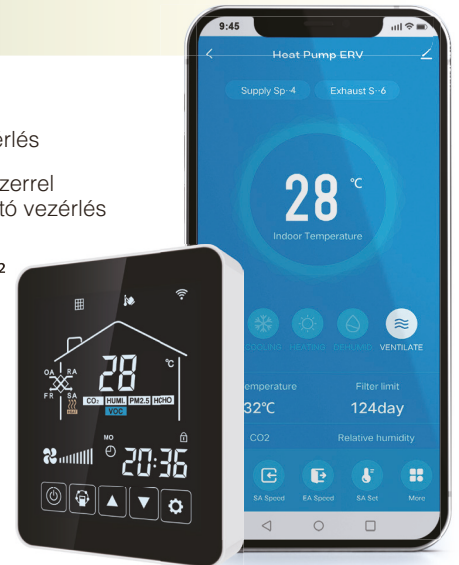 erlés
zerrel
tó vezérlés
2
9:45
Heat Pump ERV
Supply Sp··4 Exhaust S··6
28 °C
Indoor Temperature
COOLING HEATING DEHUMID VENTILATE
emperature Filter limit
32°C 124day
CO2 Relative humidity
SA Speed EA Speed SA Set More
28 °C
OA RA
FR SA
CO₂ HUMI. PM2.5 HCHO
VOC
MO
20:36